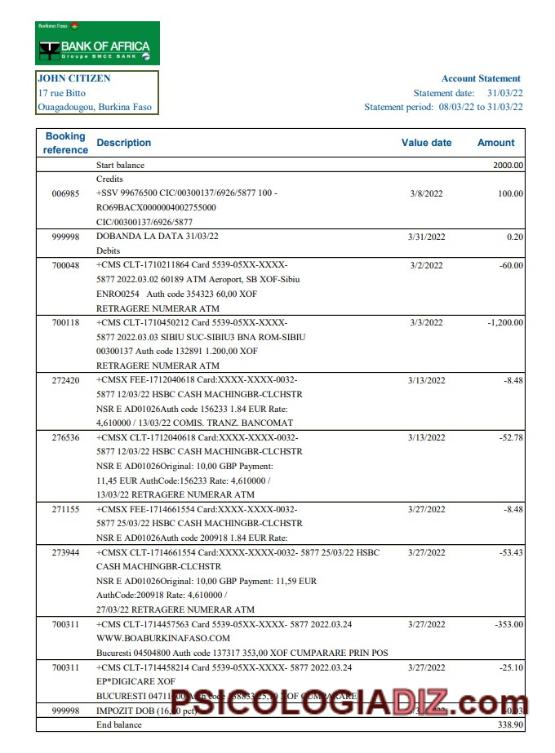 Burkina Faso
BANK OF AFRICA
Groupe BMCE BANK
JOHN CITIZEN
17 rue Bitto
Ouagadougou, Burkina Faso
Account Statement
Statement date: 31/03/22
Statement period: 08/03/22 to 31/03/22
Booking reference Description Value date Amount
Start balance 2000.00
Credits
006985 +SSV 99676500 CIC/00300137/6926/5877 100 - 3/8/2022 100.00
RO69BACX0000004002755000
CIC/00300137/6926/5877
999998 DOBANDA LA DATA 31/03/22 3/31/2022 0.20
Debits
700048 +CMS CLT-1710211864 Card 5539-05XX-XXXX- 3/2/2022 -60.00
5877 2022.03.02 60189 ATM Aeroport, SB XOF-Sibiu
ENRO0254 Auth code 354323 60,00 XOF
RETRAGERE NUMERAR ATM
700118 +CMS CLT-1710450212 Card 5539-05XX-XXXX- 3/3/2022 -1,200.00
5877 2022.03.03 SIBIU SUC-SIBIU3 BNA ROM-SIBIU
00300137 Auth code 132891 1.200,00 XOF
RETRAGERE NUMERAR ATM
272420 +CMSX FEE-1712040618 Card:XXXX-XXXX-0032- 3/13/2022 -8.48
5877 12/03/22 HSBC CASH MACHINGBR-CLCHSTR
NSR E AD01026Auth code 156233 1.84 EUR Rate:
4,610000 / 13/03/22 COMIS. TRANZ. BANCOMAT
276536 +CMSX CLT-1712040618 Card:XXXX-XXXX-0032- 3/13/2022 -52.78
5877 12/03/22 HSBC CASH MACHINGBR-CLCHSTR
NSR E AD01026Original: 10,00 GBP Payment:
11,45 EUR AuthCode:156233 Rate: 4,610000 /
13/03/22 RETRAGERE NUMERAR ATM
271155 +CMSX FEE-1714661554 Card:XXXX-XXXX-0032- 3/27/2022 -8.48
5877 25/03/22 HSBC CASH MACHINGBR-CLCHSTR
NSR E AD01026Auth code 200918 1.84 EUR Rate:
273944 +CMSX CLT-1714661554 Card:XXXX-XXXX-0032- 5877 25/03/22 HSBC 3/27/2022 -53.43
CASH MACHINGBR-CLCHSTR
NSR E AD01026Original: 10,00 GBP Payment: 11,59 EUR
AuthCode:200918 Rate: 4,610000 /
27/03/22 RETRAGERE NUMERAR ATM
700311 +CMS CLT-1714457563 Card 5539-05XX-XXXX- 5877 2022.03.24 3/27/2022 -353.00
WWW.BOABURKINAFASO.COM
Bucuresti 04504800 Auth code 137317 353,00 XOF CUMPARARE PRIN POS
700311 +CMS CLT-1714458214 Card 5539-05XX-XXXX- 5877 2022.03.24 3/27/2022 -25.10
EP*DIGICARE XOF
BUCURESTI XOF CUMPARARE
PSICOLOGIADIZ.com
999998 IMPOZIT DOB
End balance 338.90